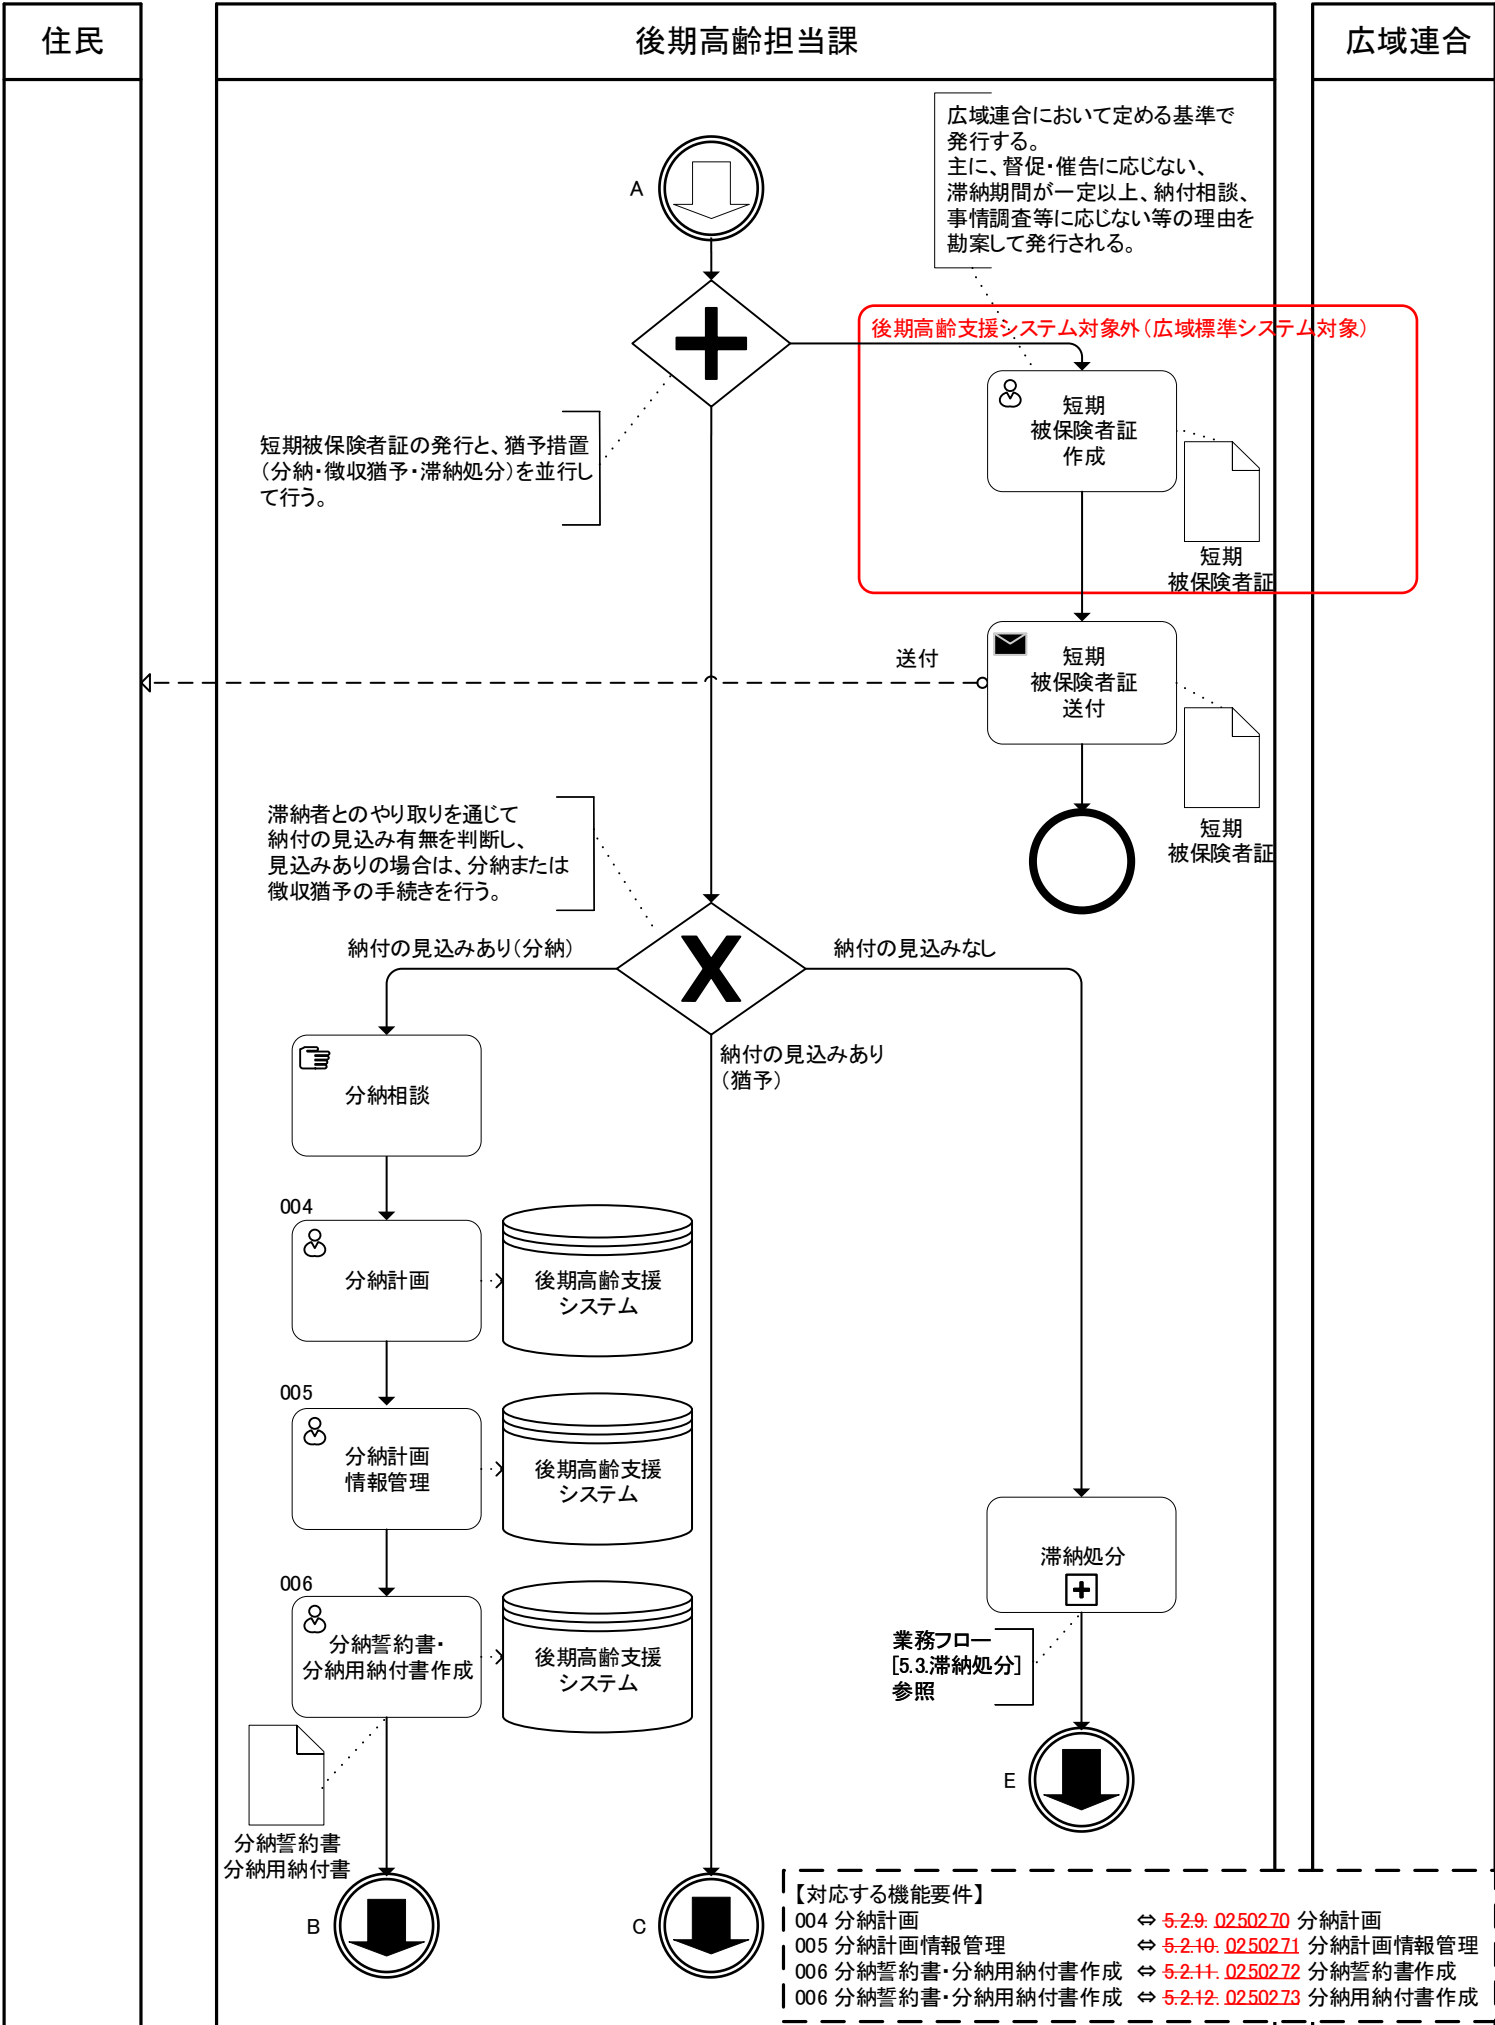 住民
後期高齢担当課
広域連合
広域連合において定める基準で
発行する。
主に、督促・催告に応じない、
滞納期間が一定以上、納付相談、
事情調査等に応じない等の理由を
勘案して発行される。
A
後期高齢支援システム対象外（広域標準システム対象）
短期
被保険者証
作成
短期被保険者証の発行と、猶予措置
（分納・徴収猶予・滞納処分）を並行し
て行う。
短期
被保険者証
送付
短期
被保険者証
送付
滞納者とのやり取りを通じて
納付の見込み有無を判断し、
見込みありの場合は、分納または
徴収猶予の手続きを行う。
短期
被保険者証
納付の見込みあり（分納）
納付の見込みなし
納付の見込みあり
（猶予）
分納相談
004
分納計画
後期高齢支援
システム
005
分納計画
情報管理
後期高齢支援
システム
006
分納誓約書・
分納用納付書作成
後期高齢支援
システム
滞納処分
業務フロー
[5.3.滞納処分]
参照
E
分納誓約書
分納用納付書
B
C
【対応する機能要件】
004 分納計画 ⇔ 5.2.9. 0250270 分納計画
005 分納計画情報管理 ⇔ 5.2.10. 0250271 分納計画情報管理
006 分納誓約書・分納用納付書作成 ⇔ 5.2.11. 0250272 分納誓約書作成
006 分納誓約書・分納用納付書作成 ⇔ 5.2.12. 0250273 分納用納付書作成